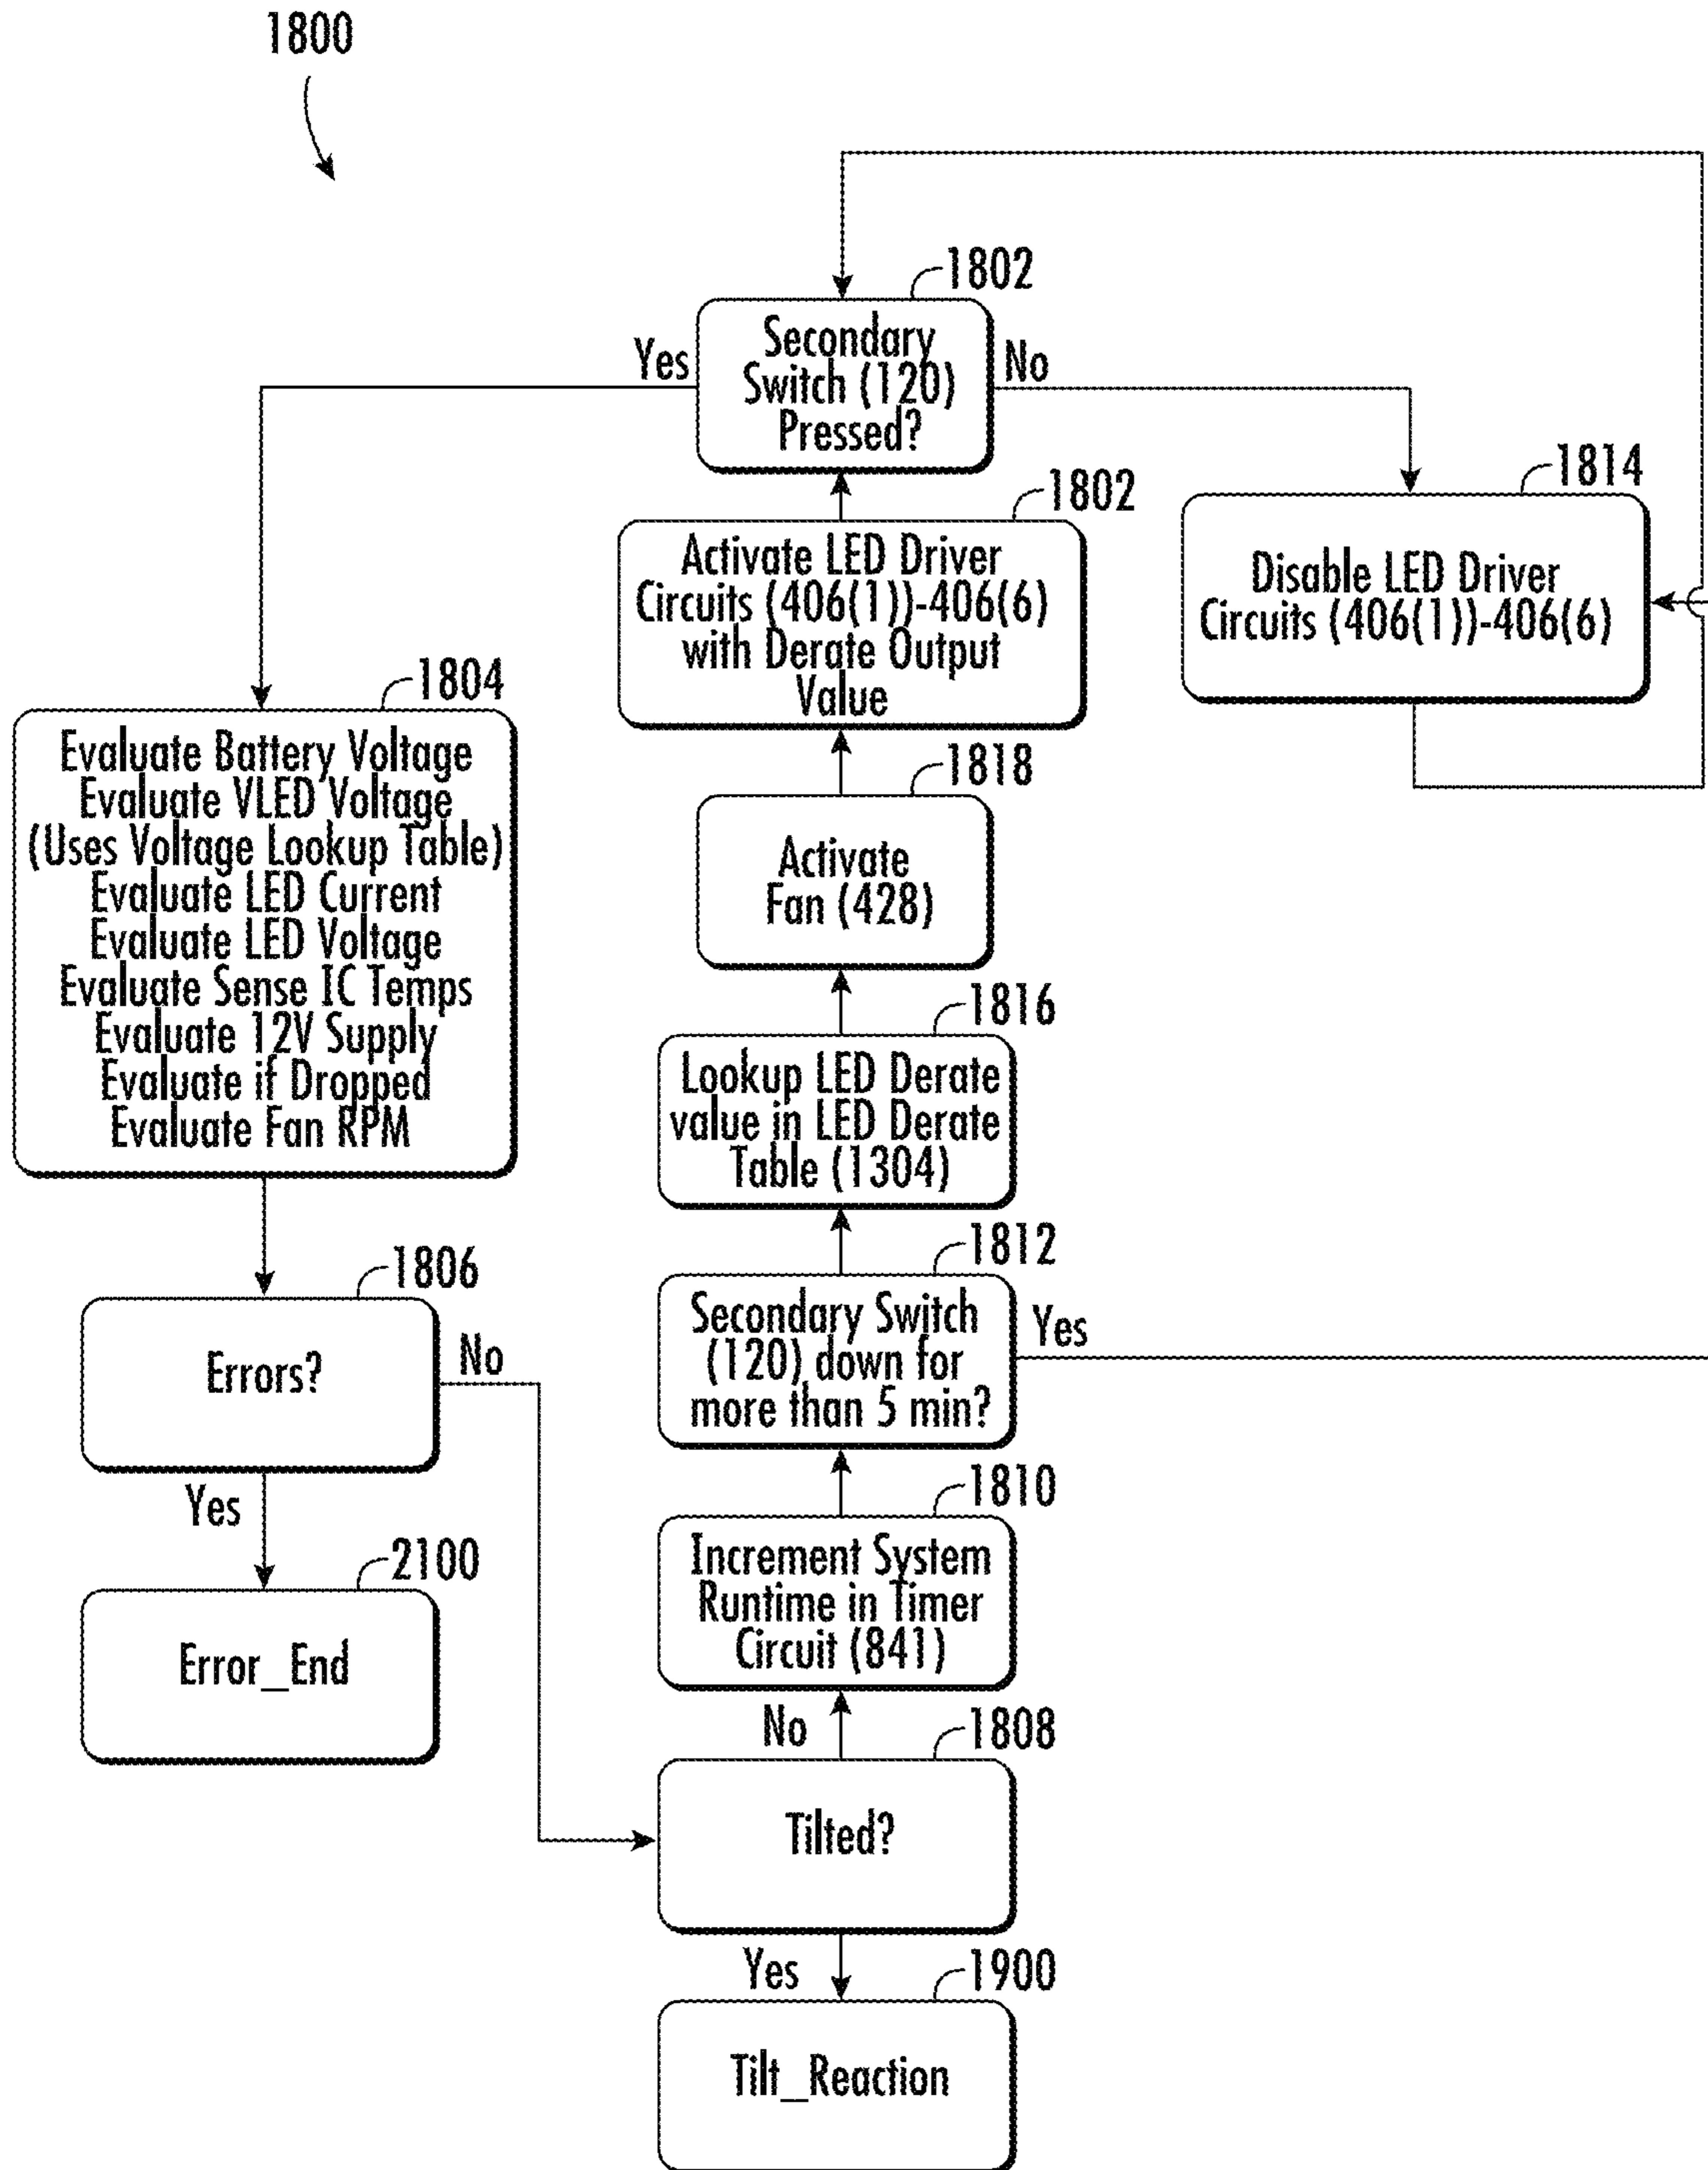 1800
1802
Secondary
Switch (120)
Pressed?
Yes
No
1802
Activate LED Driver
Circuits (406(1))-406(6)
with Derate Output
Value
1814
Disable LED Driver
Circuits (406(1))-406(6)
1804
Evaluate Battery Voltage
Evaluate VLED Voltage
(Uses Voltage Lookup Table)
Evaluate LED Current
Evaluate LED Voltage
Evaluate Sense IC Temps
Evaluate 12V Supply
Evaluate if Dropped
Evaluate Fan RPM
1818
Activate
Fan (428)
1816
Lookup LED Derate
value in LED Derate
Table (1304)
1812
Secondary Switch
(120) down for
more than 5 min?
Yes
1806
Errors?
No
Yes
2100
Error_End
1810
Increment System
Runtime in Timer
Circuit (841)
No
1808
Tilted?
Yes
1900
Tilt_Reaction